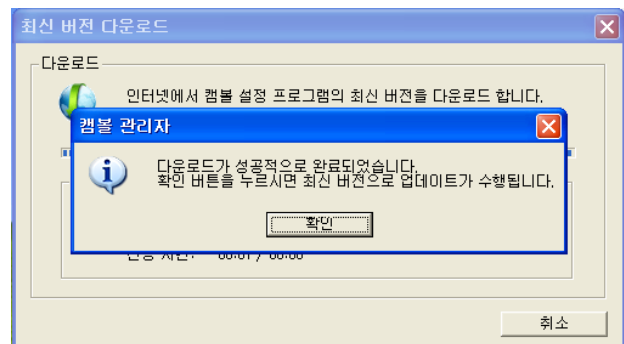 최신 버전 다운로드
다운로드
인터넷에서 캠볼 설정 프로그램의 최신 버전을 다운로드 합니다.
캠볼 관리자
다운로드가 성공적으로 완료되었습니다.
확인 버튼을 누르시면 최신 버전으로 업데이트가 수행됩니다.
확인
취소